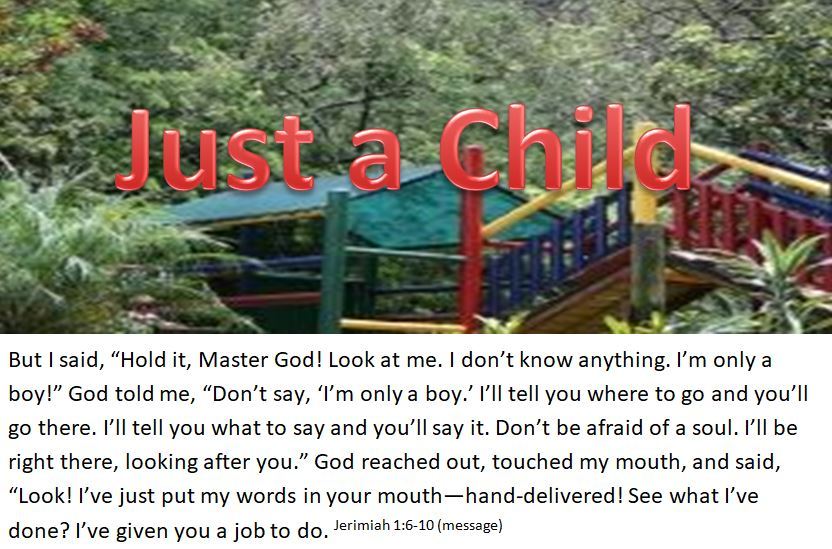 Just a Child
But I said, “Hold it, Master God! Look at me. I don’t know anything. I’m only a
boy!” God told me, “Don’t say, ‘I’m only a boy.’ I’ll tell you where to go and you’ll
go there. I’ll tell you what to say and you’ll say it. Don’t be afraid of a soul. I’ll be
right there, looking after you.” God reached out, touched my mouth, and said,
“Look! I’ve just put my words in your mouth—hand-delivered! See what I’ve
done? I’ve given you a job to do. Jerimiah 1:6-10 (message)